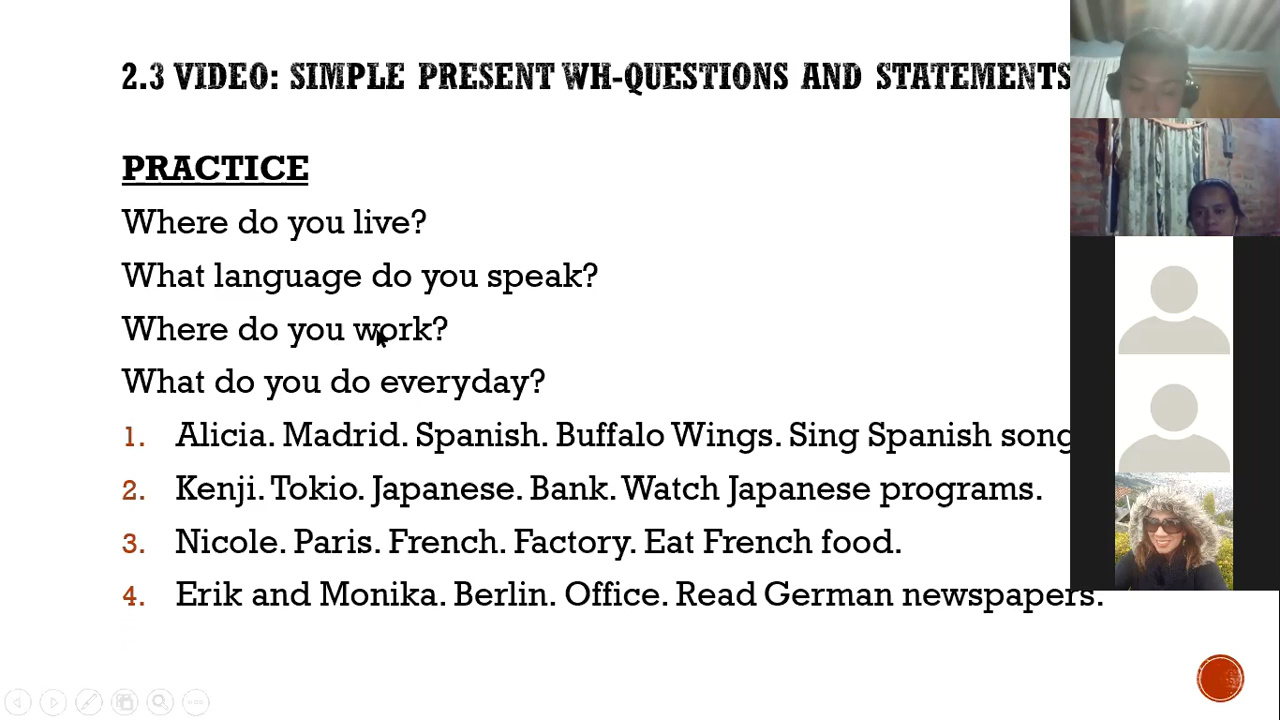 2.3 VIDEO: SIMPLE PRESENT WH-QUESTIONS AND STATEMENTS
PRACTICE
Where do you live?
What language do you speak?
Where do you work?
What do you do everyday?
1. Alicia. Madrid. Spanish. Buffalo Wings. Sing Spanish song
2. Kenji. Tokio. Japanese. Bank. Watch Japanese programs.
3. Nicole. Paris. French. Factory. Eat French food.
4. Erik and Monika. Berlin. Office. Read German newspapers.